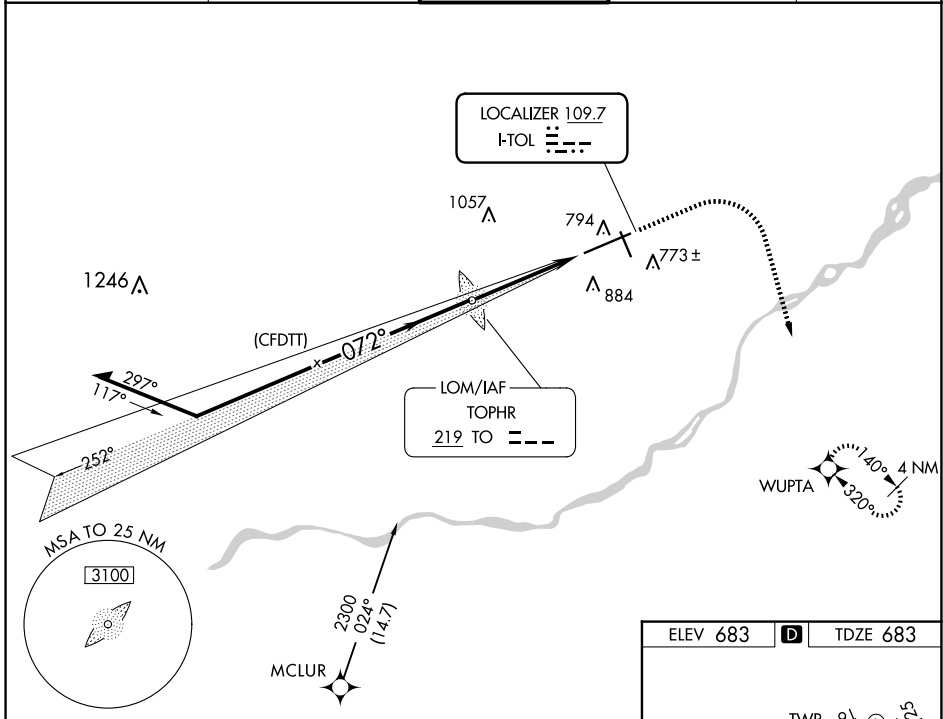 LOCALIZER 109.7
I-TOL
1057
794
773 ±
884
1246
(CFDTT)
072°
297°
117°
252°
LOM/IAF
TOPHR
219 TO
WUPTA
140°
320°
4 NM
MSA TO 25 NM
3100
2300
024°
(14.7)
MCLUR
ELEV 683 D TDZE 683
TWR